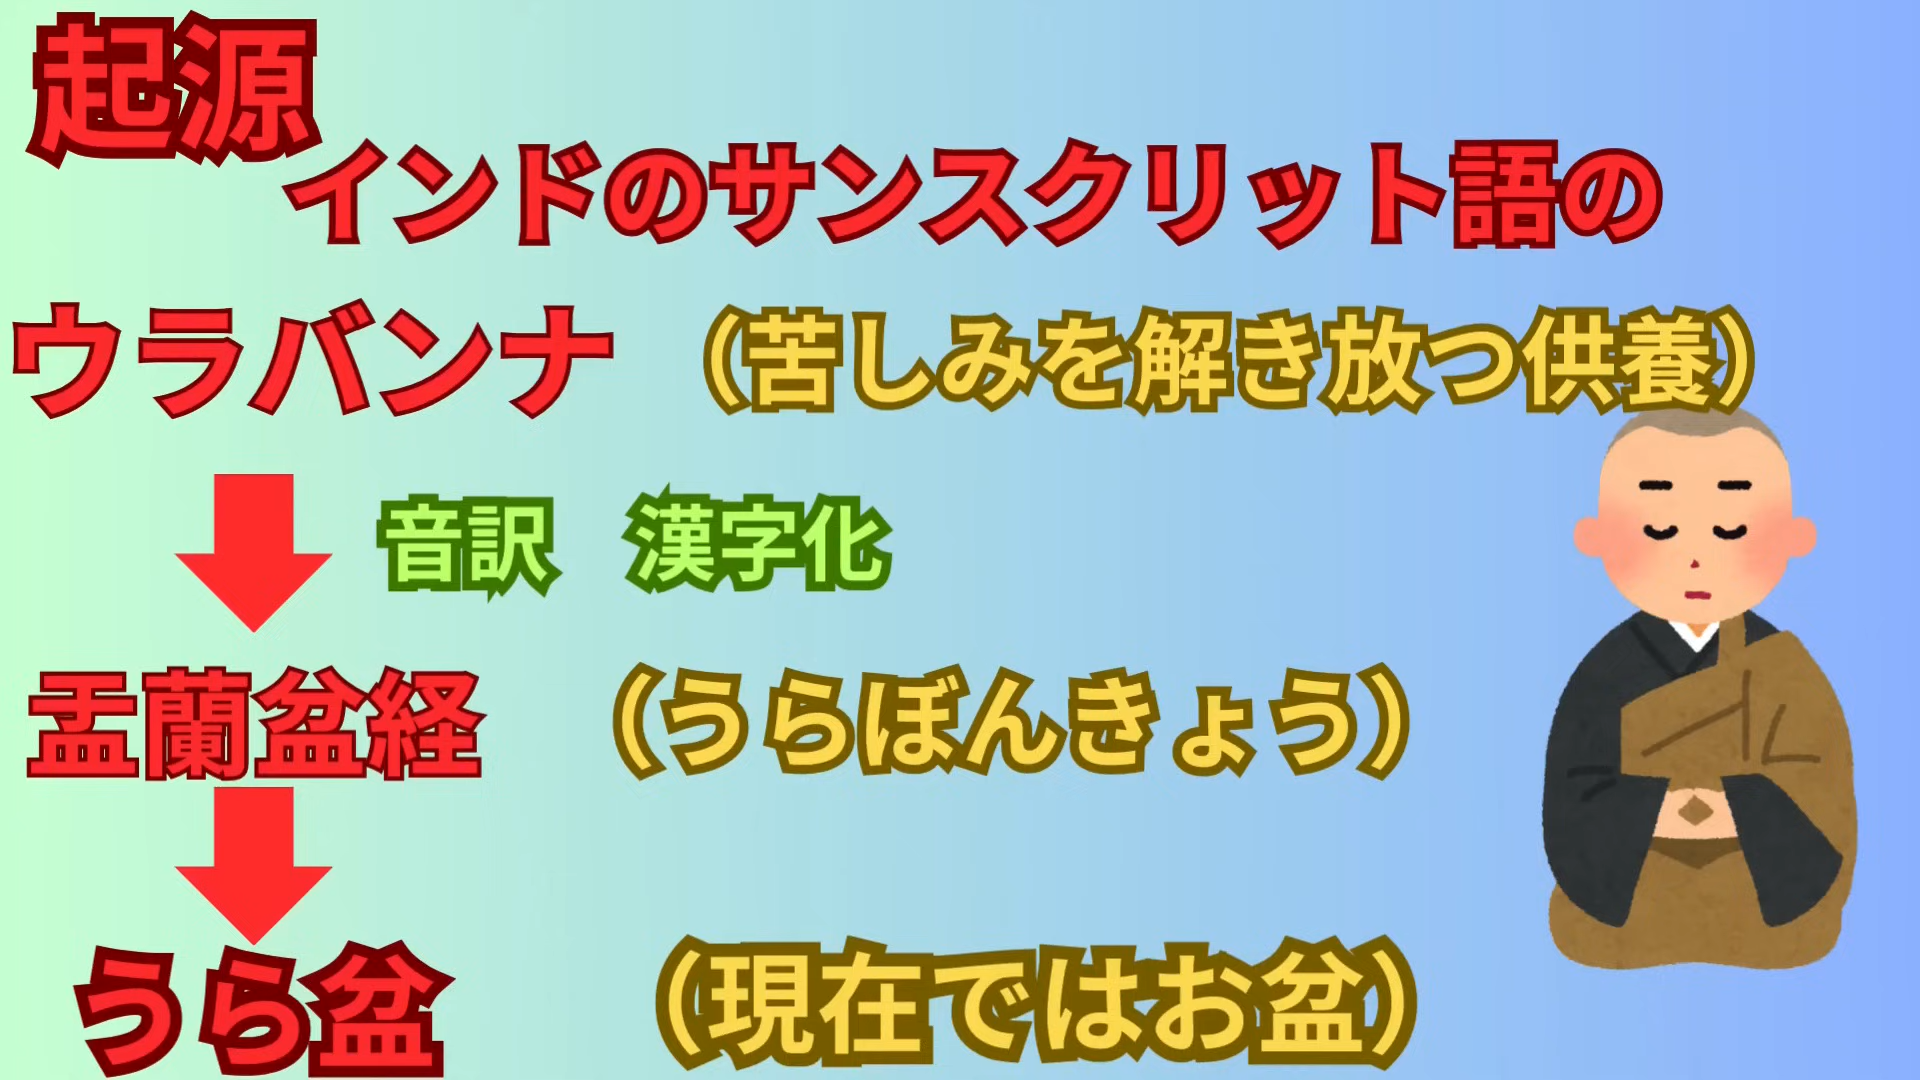 起源
インドのサンスクリット語の
ウラバンナ （苦しみを解き放つ供養）
音訳　漢字化
盂蘭盆経 （うらぼんきょう）
うら盆 （現在ではお盆）